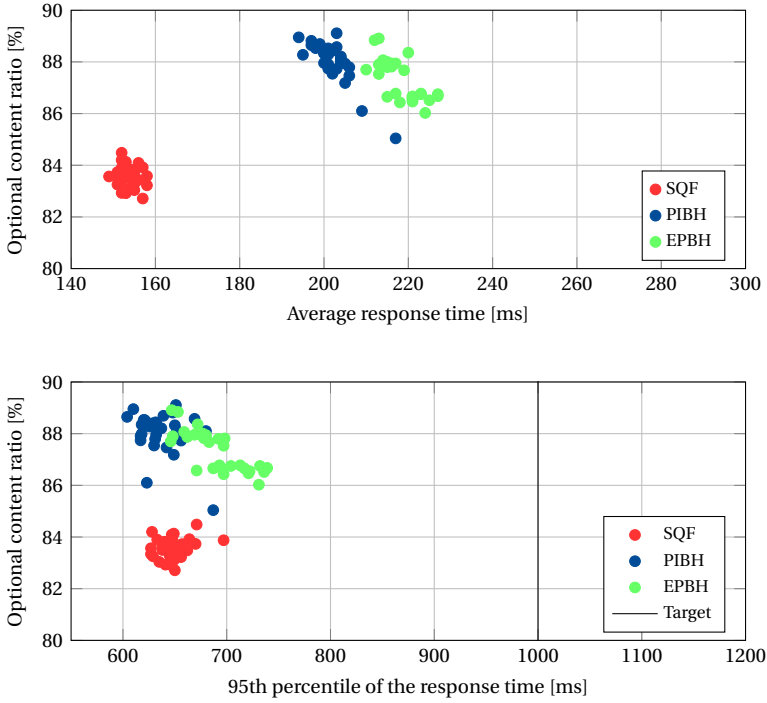 90
88
86
84
82
80
Optional content ratio [%]
SQF
PIBH
EPBH
140 160 180 200 220 240 260 280 300
Average response time [ms]
90
88
86
84
82
80
Optional content ratio [%]
SQF
PIBH
EPBH
Target
600 700 800 900 1000 1100 1200
95th percentile of the response time [ms]